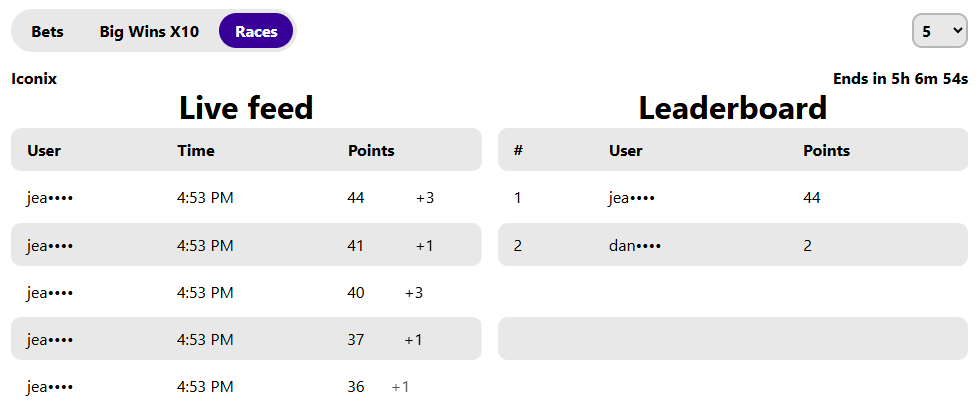 Bets Big Wins X10 Races 5
Iconix Ends in 5h 6m 54s
Live feed Leaderboard
User Time Points # User Points
jea•••• 4:53 PM 44 +3 1 jea•••• 44
jea•••• 4:53 PM 41 +1 2 dan•••• 2
jea•••• 4:53 PM 40 +3
jea•••• 4:53 PM 37 +1
jea•••• 4:53 PM 36 +1